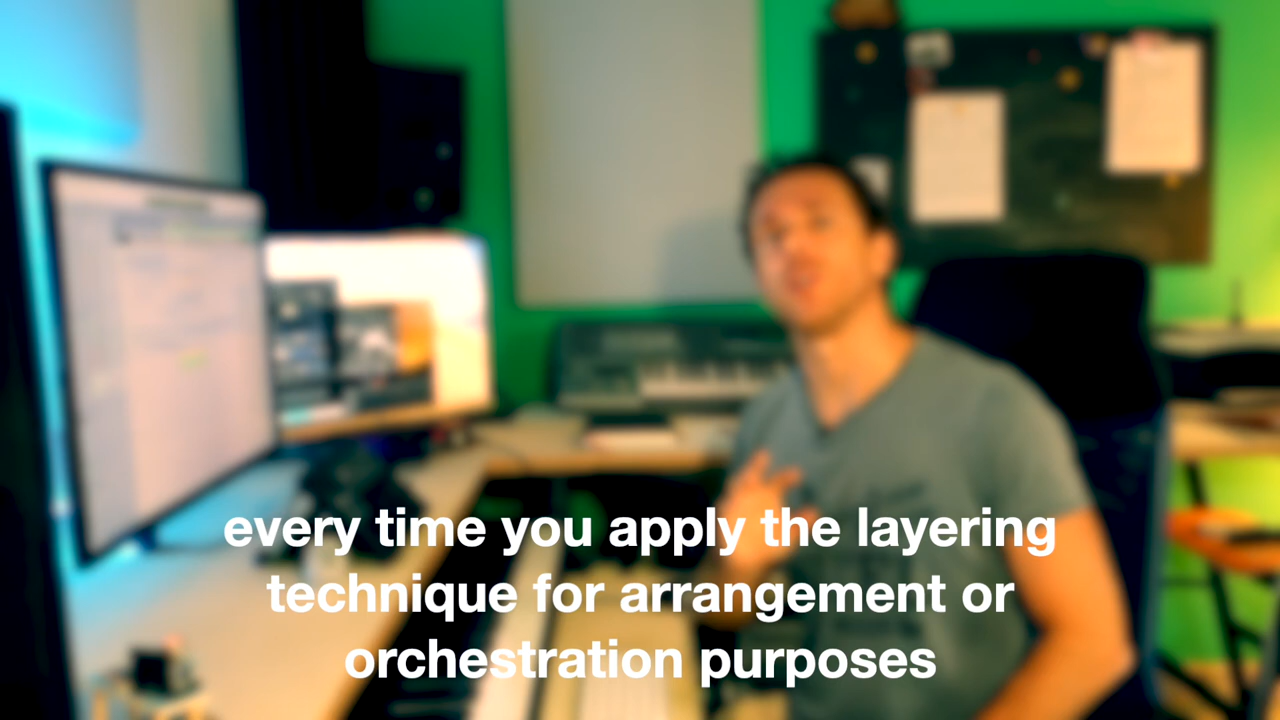 every time you apply the layering
technique for arrangement or
orchestration purposes